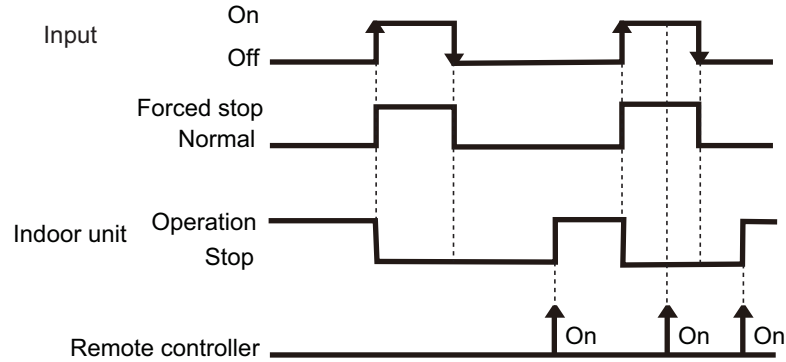 On
Input
Off
Forced stop
Normal
Operation
Indoor unit
Stop
On
On
On
Remote controller